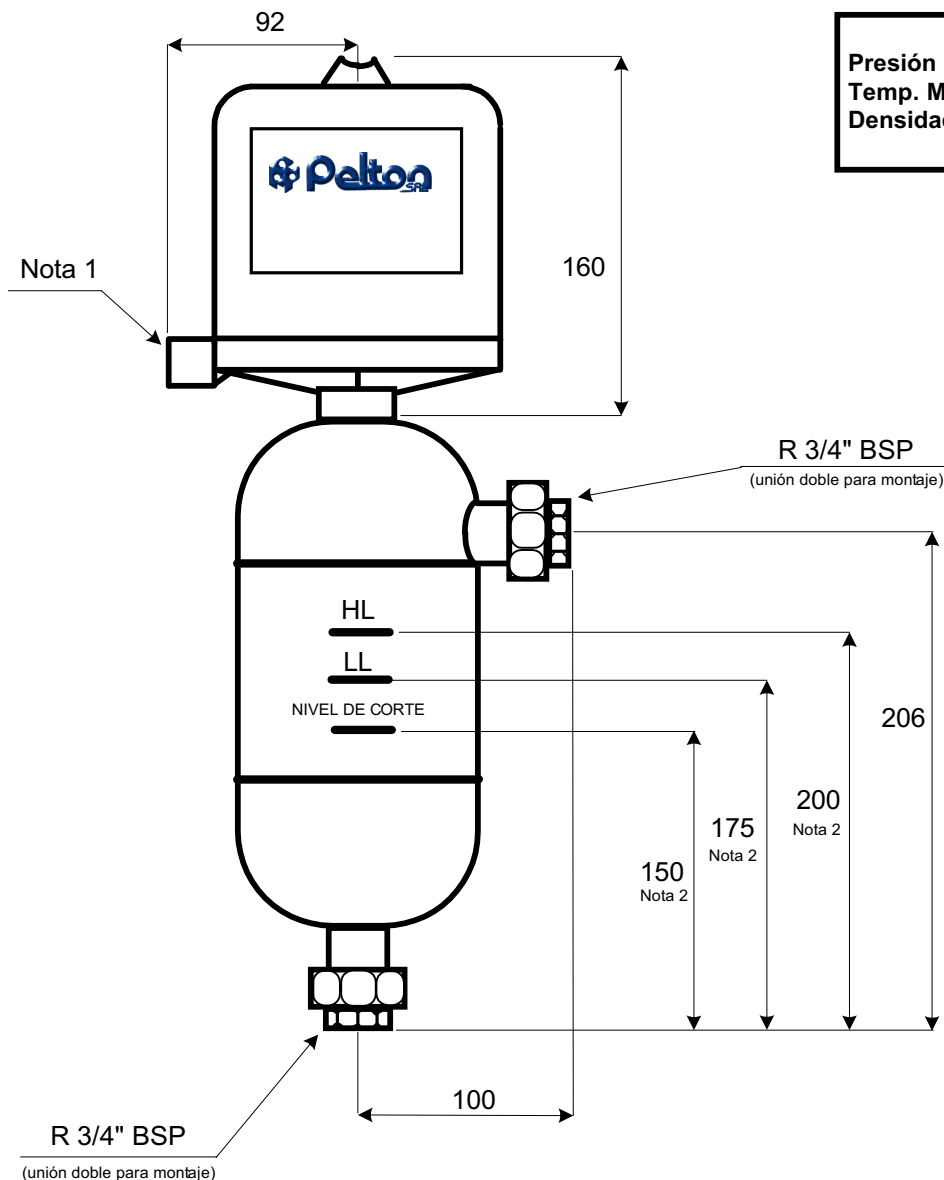 92
Presión
Temp.
Pelton
SRL
160
Nota 1
R 3/4" BSP
(unión doble para montaje)
HL
LL
NIVEL DE CORTE
206
200
Nota 2
175
Nota 2
150
Nota 2
100
R 3/4" BSP
(unión doble para montaje)